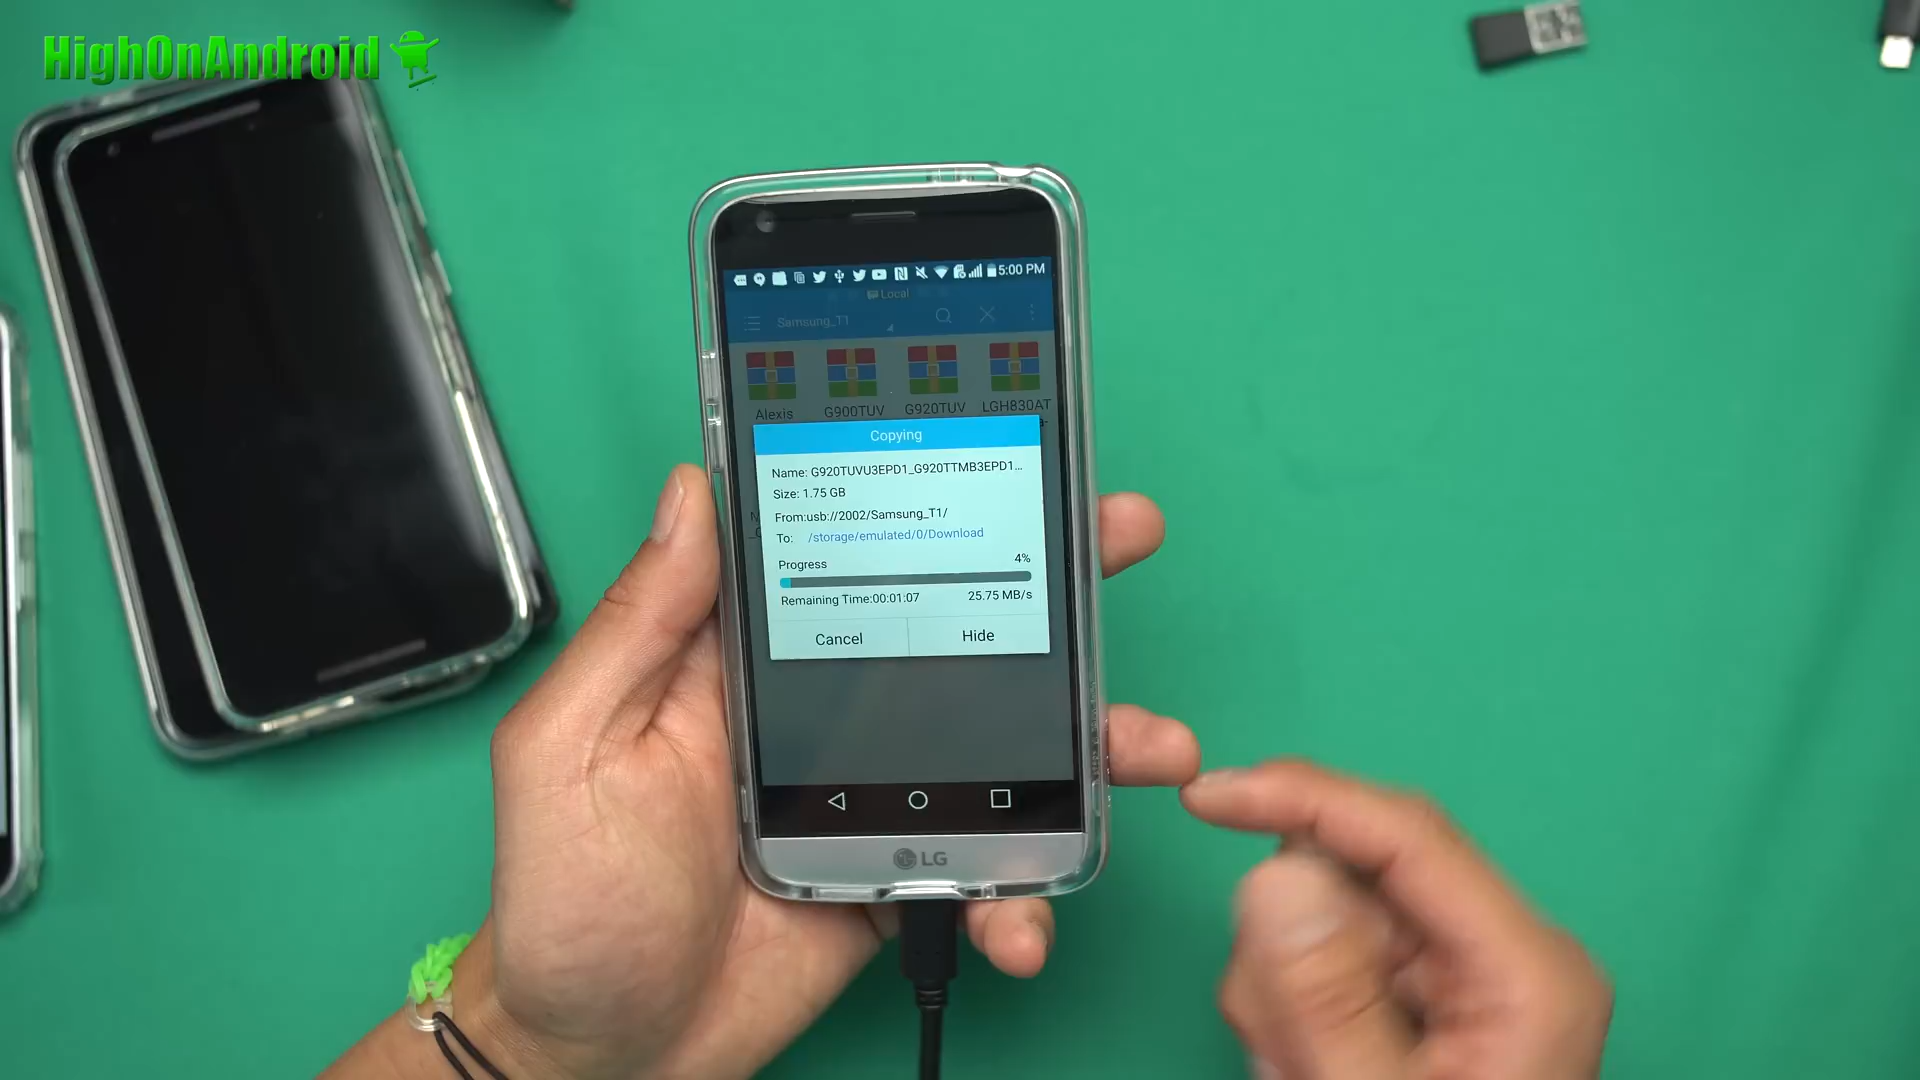 HighOnAndroid
5:00 PM
Local
Samsung_T1
Alexis
G900TUV
G920TUV
LGH830AT
Copying
Name: G920TUVU3EPD1_G920TTMB3EPD1...
Size: 1.75 GB
From:usb://2002/Samsung_T1/
To: /storage/emulated/0/Download
Progress
4%
Remaining Time:00:01:07
25.75 MB/s
Cancel
Hide
LG